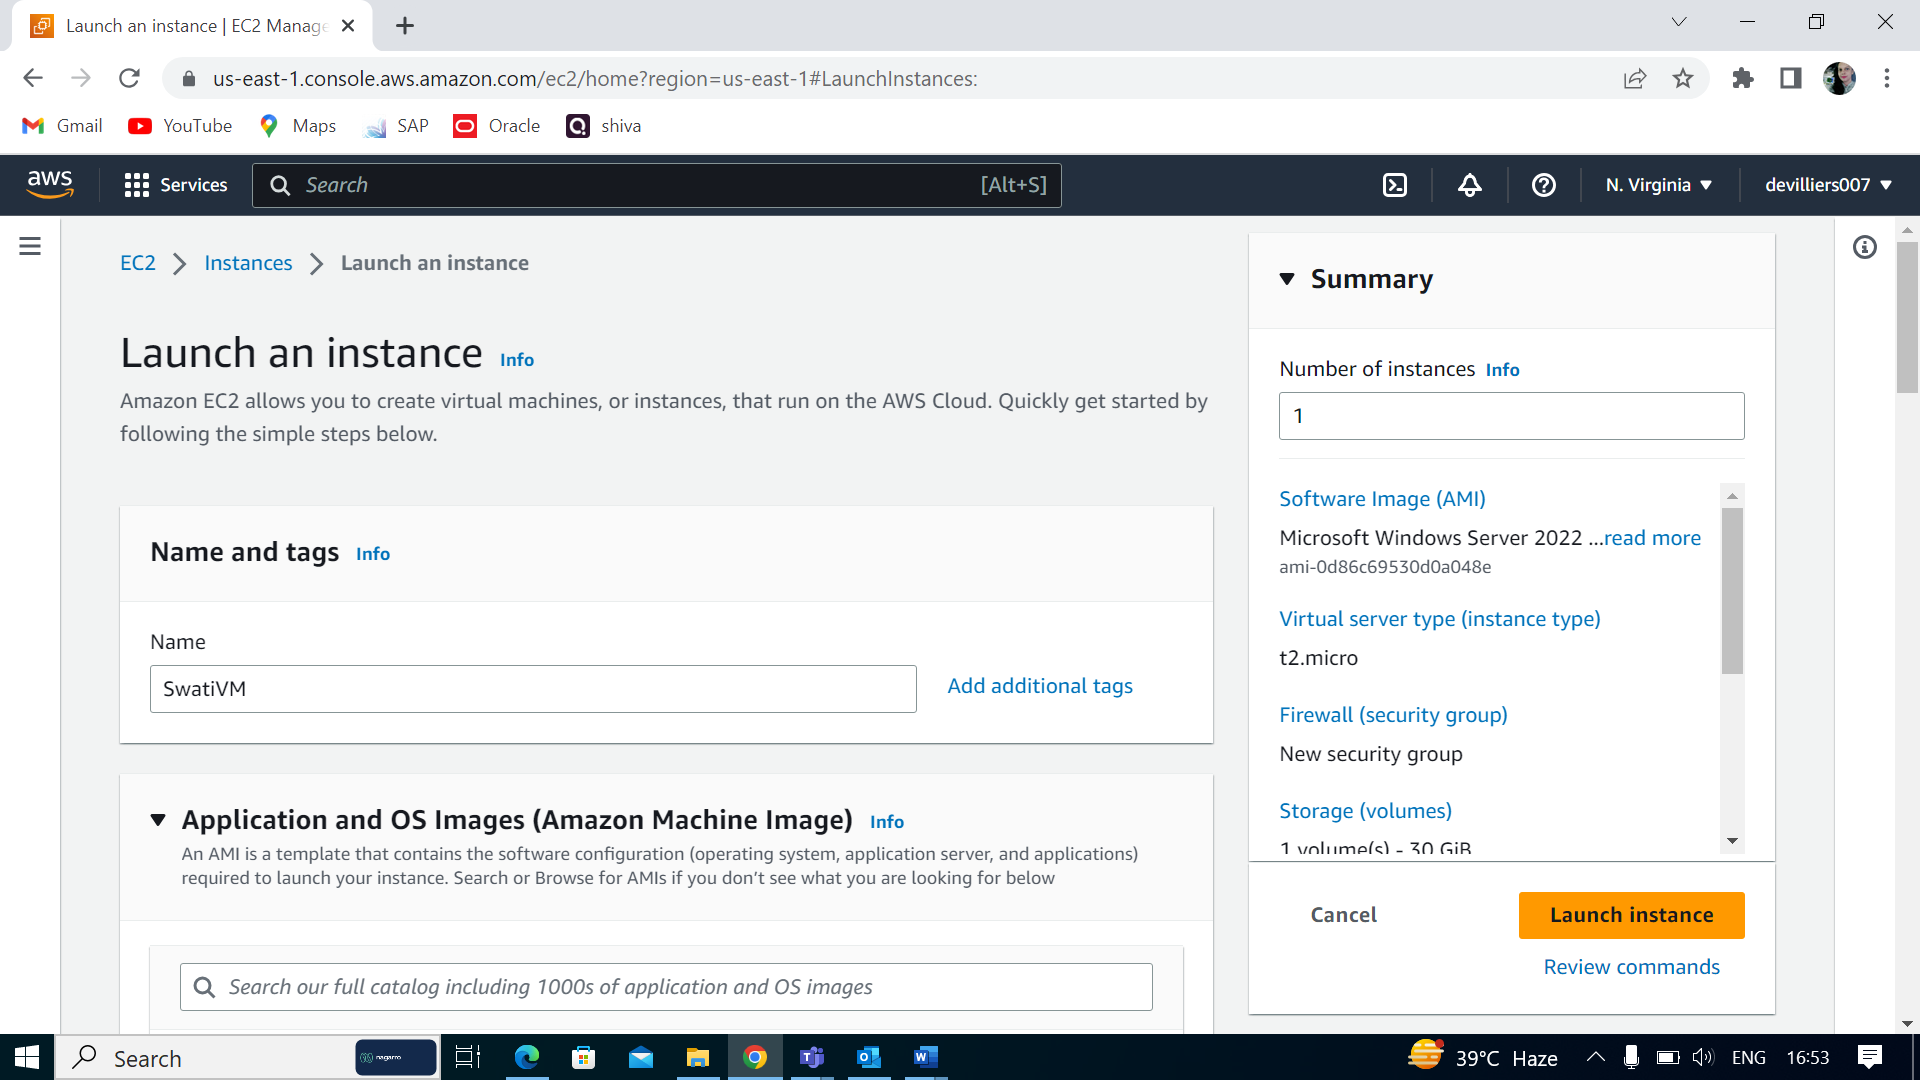 Launch an instance | EC2 Manage
us-east-1.console.aws.amazon.com/ec2/home?region=us-east-1#LaunchInstances:
Gmail YouTube Maps SAP Oracle shiva
aws Services Search [Alt+S] N. Virginia devilliers007
EC2 Instances Launch an instance
Launch an instance Info
Amazon EC2 allows you to create virtual machines, or instances, that run on the AWS Cloud. Quickly get started by
following the simple steps below.
Name and tags Info
Name
SwatiVM
Add additional tags
Application and OS Images (Amazon Machine Image) Info
An AMI is a template that contains the software configuration (operating system, application server, and applications)
required to launch your instance. Search or Browse for AMIs if you don’t see what you are looking for below
Search our full catalog including 1000s of application and OS images
Summary
Number of instances Info
1
Software Image (AMI)
Microsoft Windows Server 2022 ...read more
ami-0d86c69530d0a048e
Virtual server type (instance type)
t2.micro
Firewall (security group)
New security group
Storage (volumes)
1 volume(s) - 30 GiB
Cancel
Launch instance
Review commands
Search nagarro 39°C Haze ENG 16:53